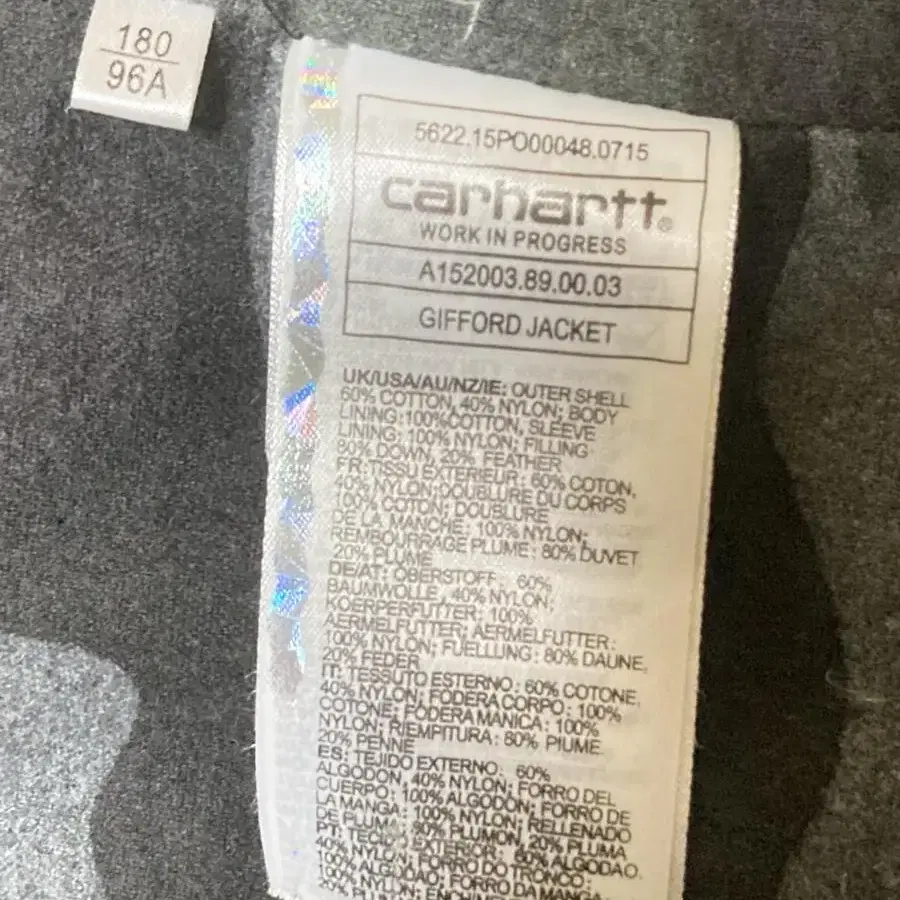 180
96A
5622.15PO00048.0715
carhartt®
WORK IN PROGRESS
A152003.89.00.03
GIFFORD JACKET
UK/USA/AU/NZ/IE: OUTER SHELL
60% COTTON, 40% NYLON; BODY
LINING:100%COTTON, SLEEVE
LINING: 100% NYLON; FILLING
80% DOWN, 20% FEATHER
FR:TISSU EXTERIEUR: 60% COTON,
40% NYLON;DOUBLURE DU CORPS
100% COTON; DOUBLURE
DE LA MANCHE: 100% NYLON;
REMBOURRAGE PLUME: 80% DUVET
20% PLUME
DE/AT: OBERSTOFF: 60%
BAUMWOLLE, 40% NYLON;
KOERPERFUTTER: 100%
AERMELFUTTER; AERMELFUTTER:
100% NYLON; FUELLUNG: 80% DAUNE,
20% FEDER
IT: TESSUTO ESTERNO: 60% COTONE,
40% NYLON; FODERA CORPO: 100%
COTONE; FODERA MANICA: 100%
NYLON; RIEMPITURA: 80% PIUME
20% PENNE
ES: TEJIDO EXTERNO: 60%
ALGODON, 40% NYLON; FORRO DEL
CUERPO: 100% ALGODON; FORRO DE
LA MANGA: 100% NYLON; RELLENADO
DE PLUMA: 80% PLUMON, 20% PLUMA
PT: TECIDO EXTERIOR: 60% ALGODAO,
40% NYLON; FORRO DO TRONCO:
100% ALGODAO; FORRO DA MANGA:
100% NYLON;